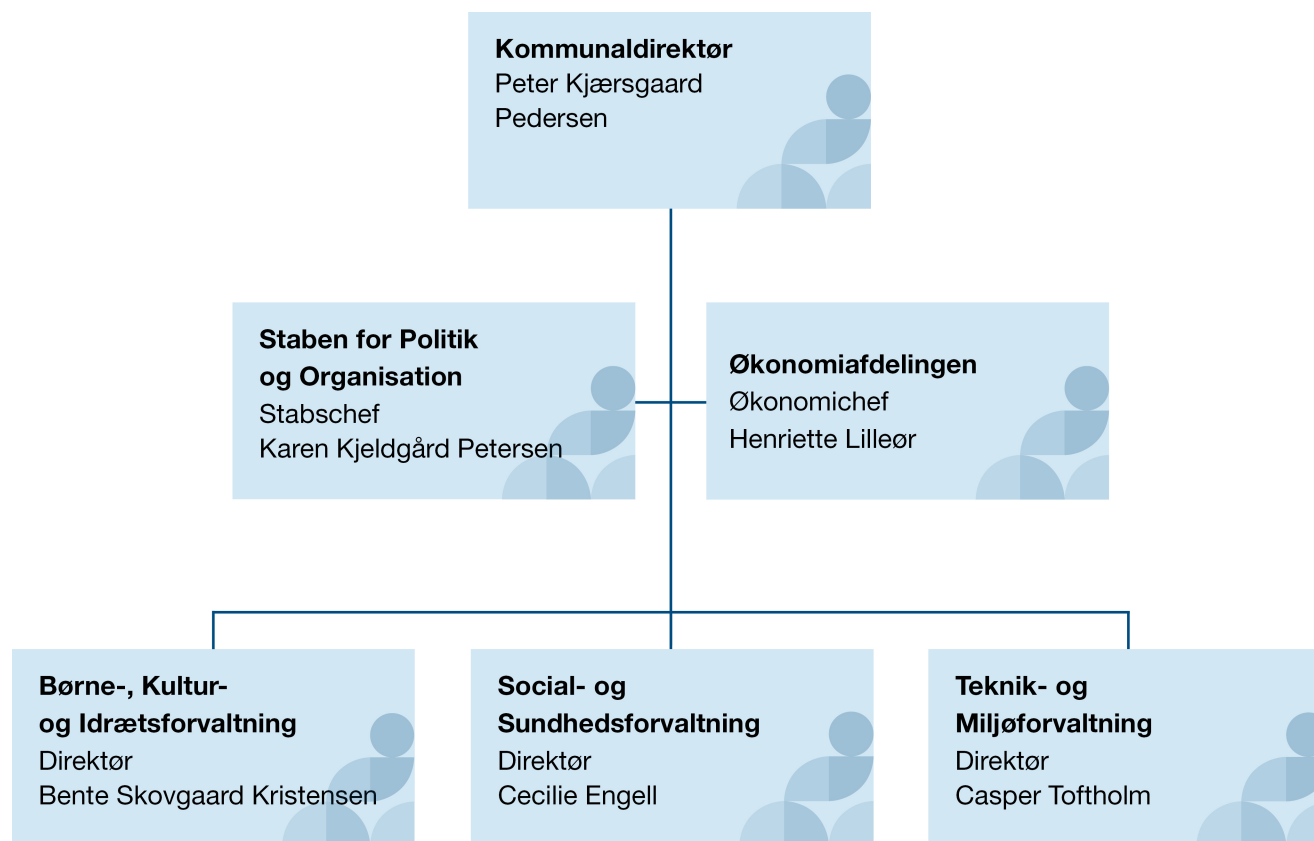 Kommunaldirektør
Peter Kjærsgaard
Pedersen
Staben for Politik
og Organisation
Stabschef
Karen Kjeldgård Petersen
Økonomiafdelingen
Økonomichef
Henriette Lilleør
Børne-, Kultur-
og Idrætsforvaltning
Direktør
Bente Skovgaard Kristensen
Social- og
Sundhedsforvaltning
Direktør
Cecilie Engell
Teknik- og
Miljøforvaltning
Direktør
Casper Toftholm